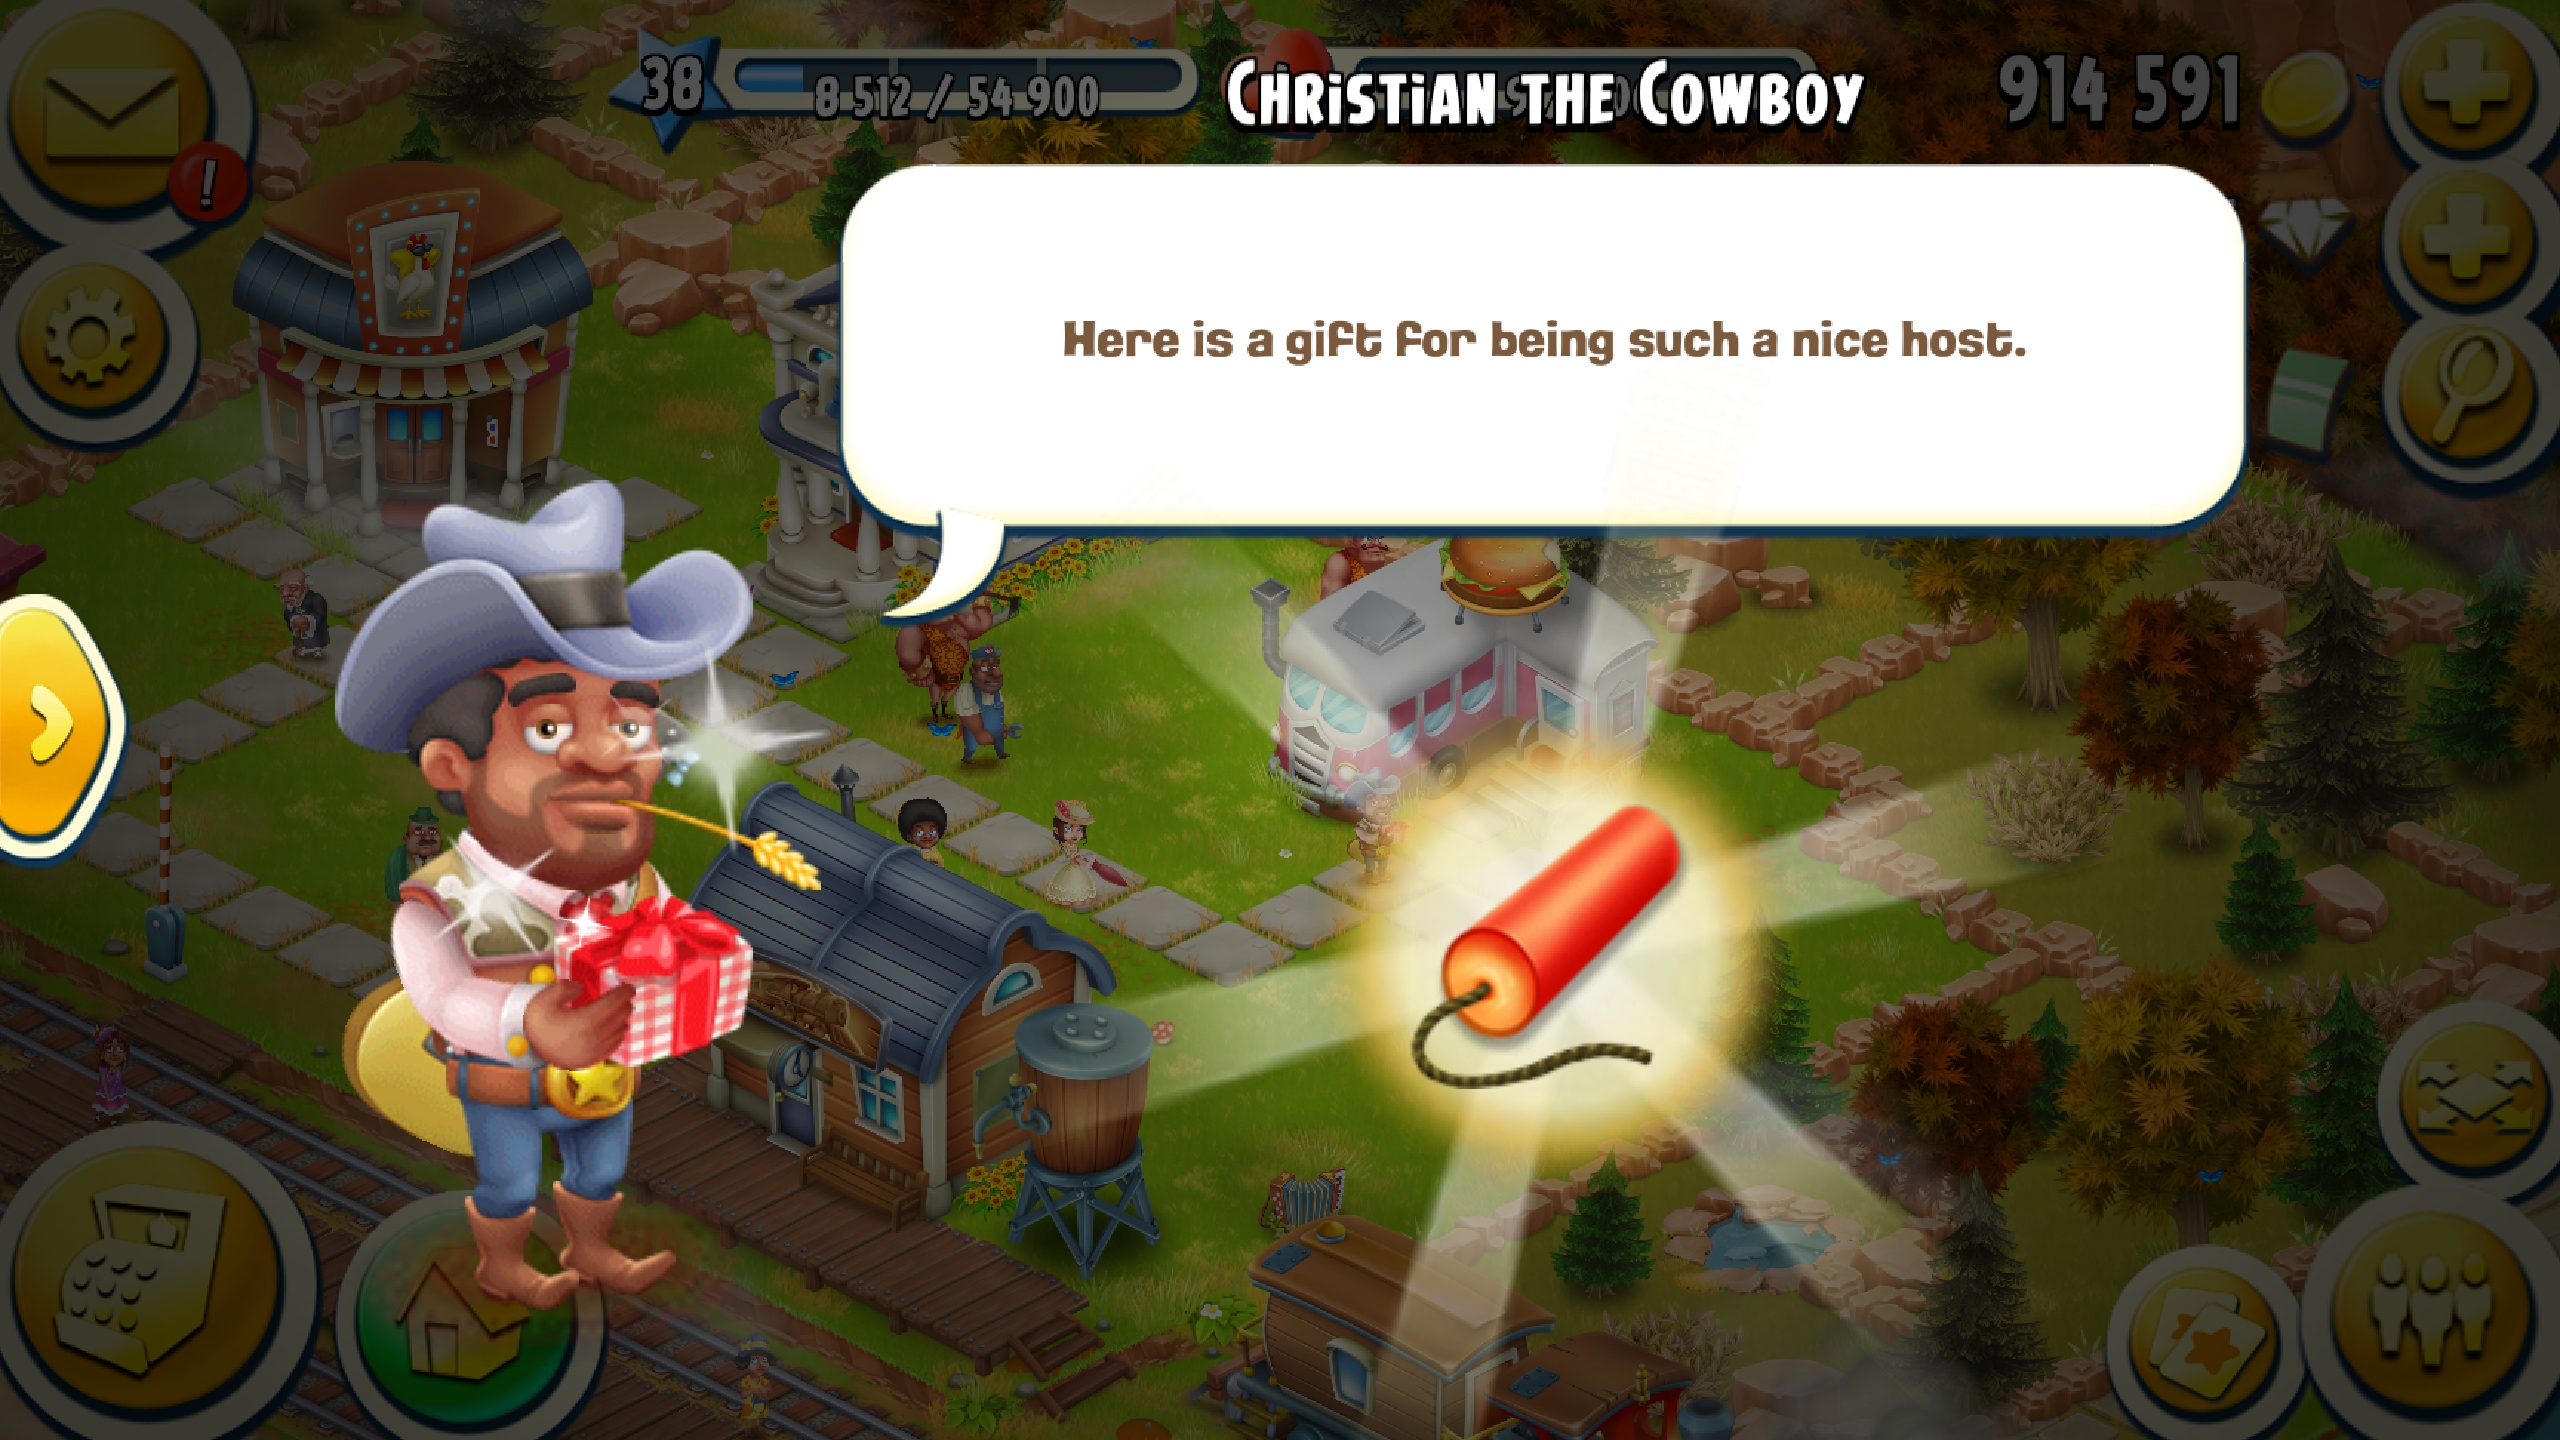 38
8 512 / 54 900
Christian the Cowboy
914 591
!
Here is a gift for being such a nice host.